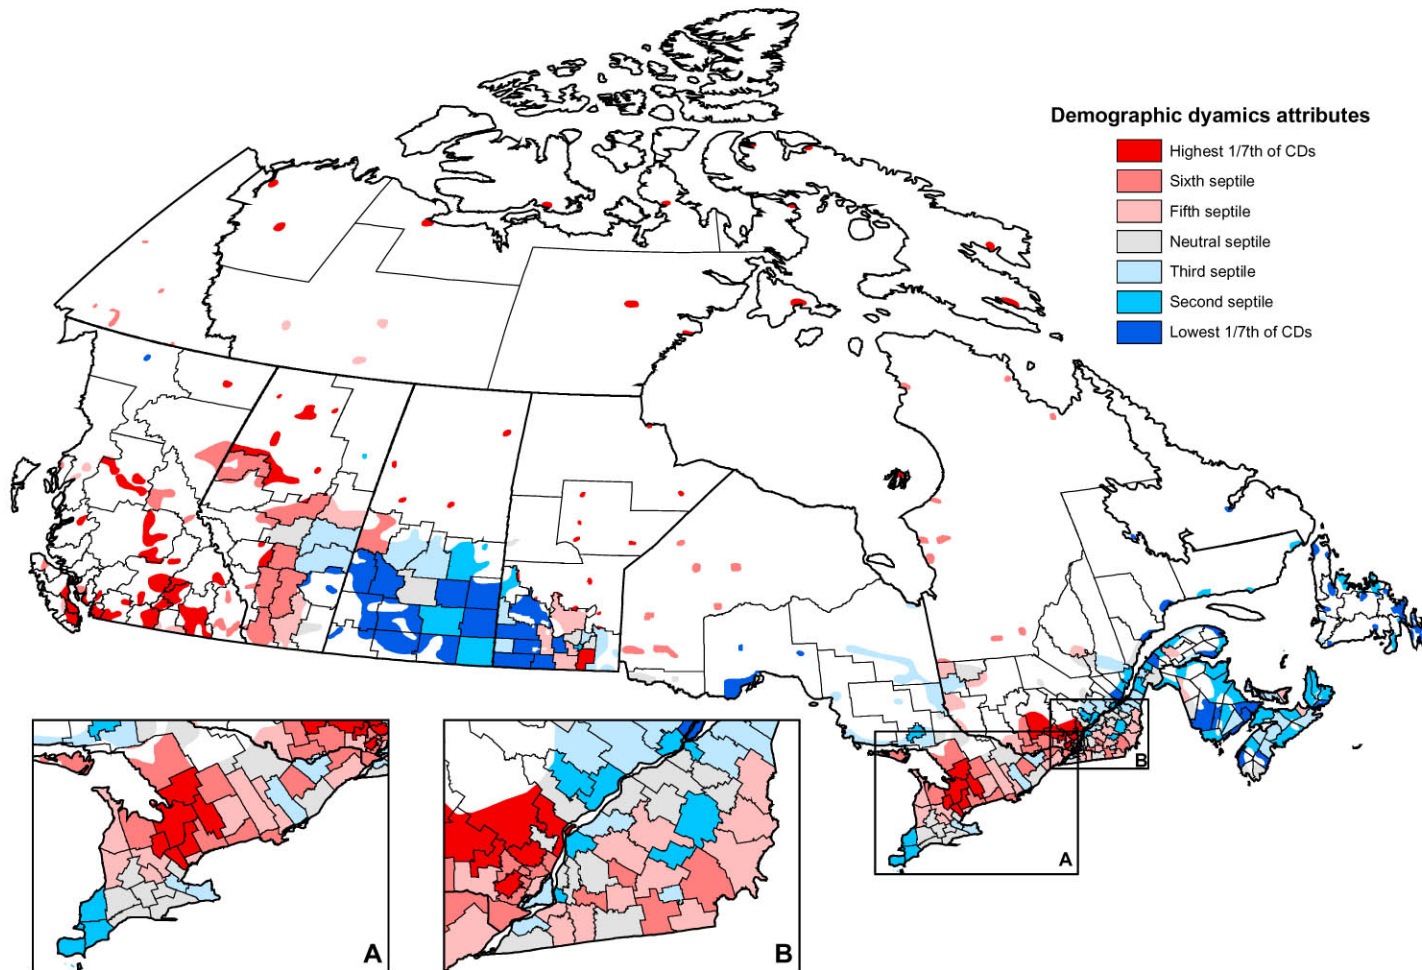 Demographic dyamics attributes
Highest 1/7th of CDs
Sixth septile
Fifth septile
Neutral septile
Third septile
Second septile
Lowest 1/7th of CDs
B
A
A
B